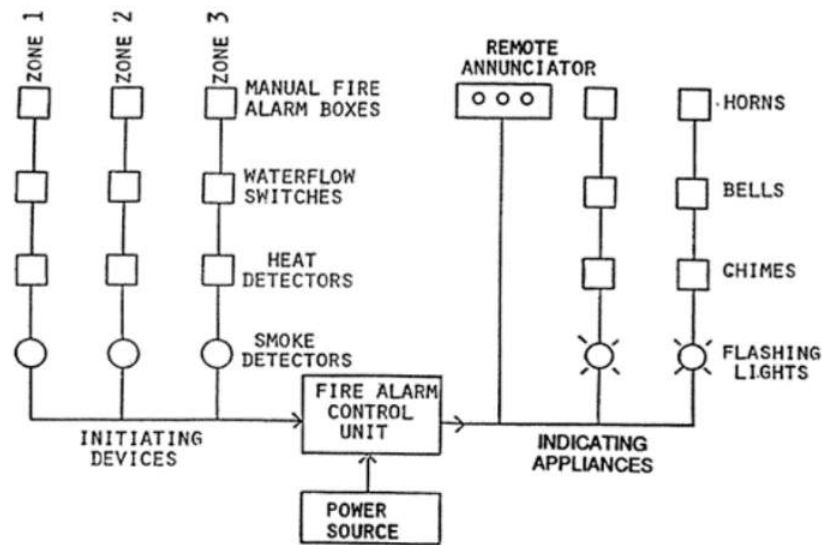 ZONE 1
ZONE 2
ZONE 3
MANUAL FIRE
ALARM BOXES
WATERFLOW
SWITCHES
HEAT
DETECTORS
SMOKE
DETECTORS
INITIATING
DEVICES
FIRE ALARM
CONTROL
UNIT
POWER
SOURCE
REMOTE
ANNUNCIATOR
HORNS
BELLS
CHIMES
FLASHING
LIGHTS
INDICATING
APPLIANCES